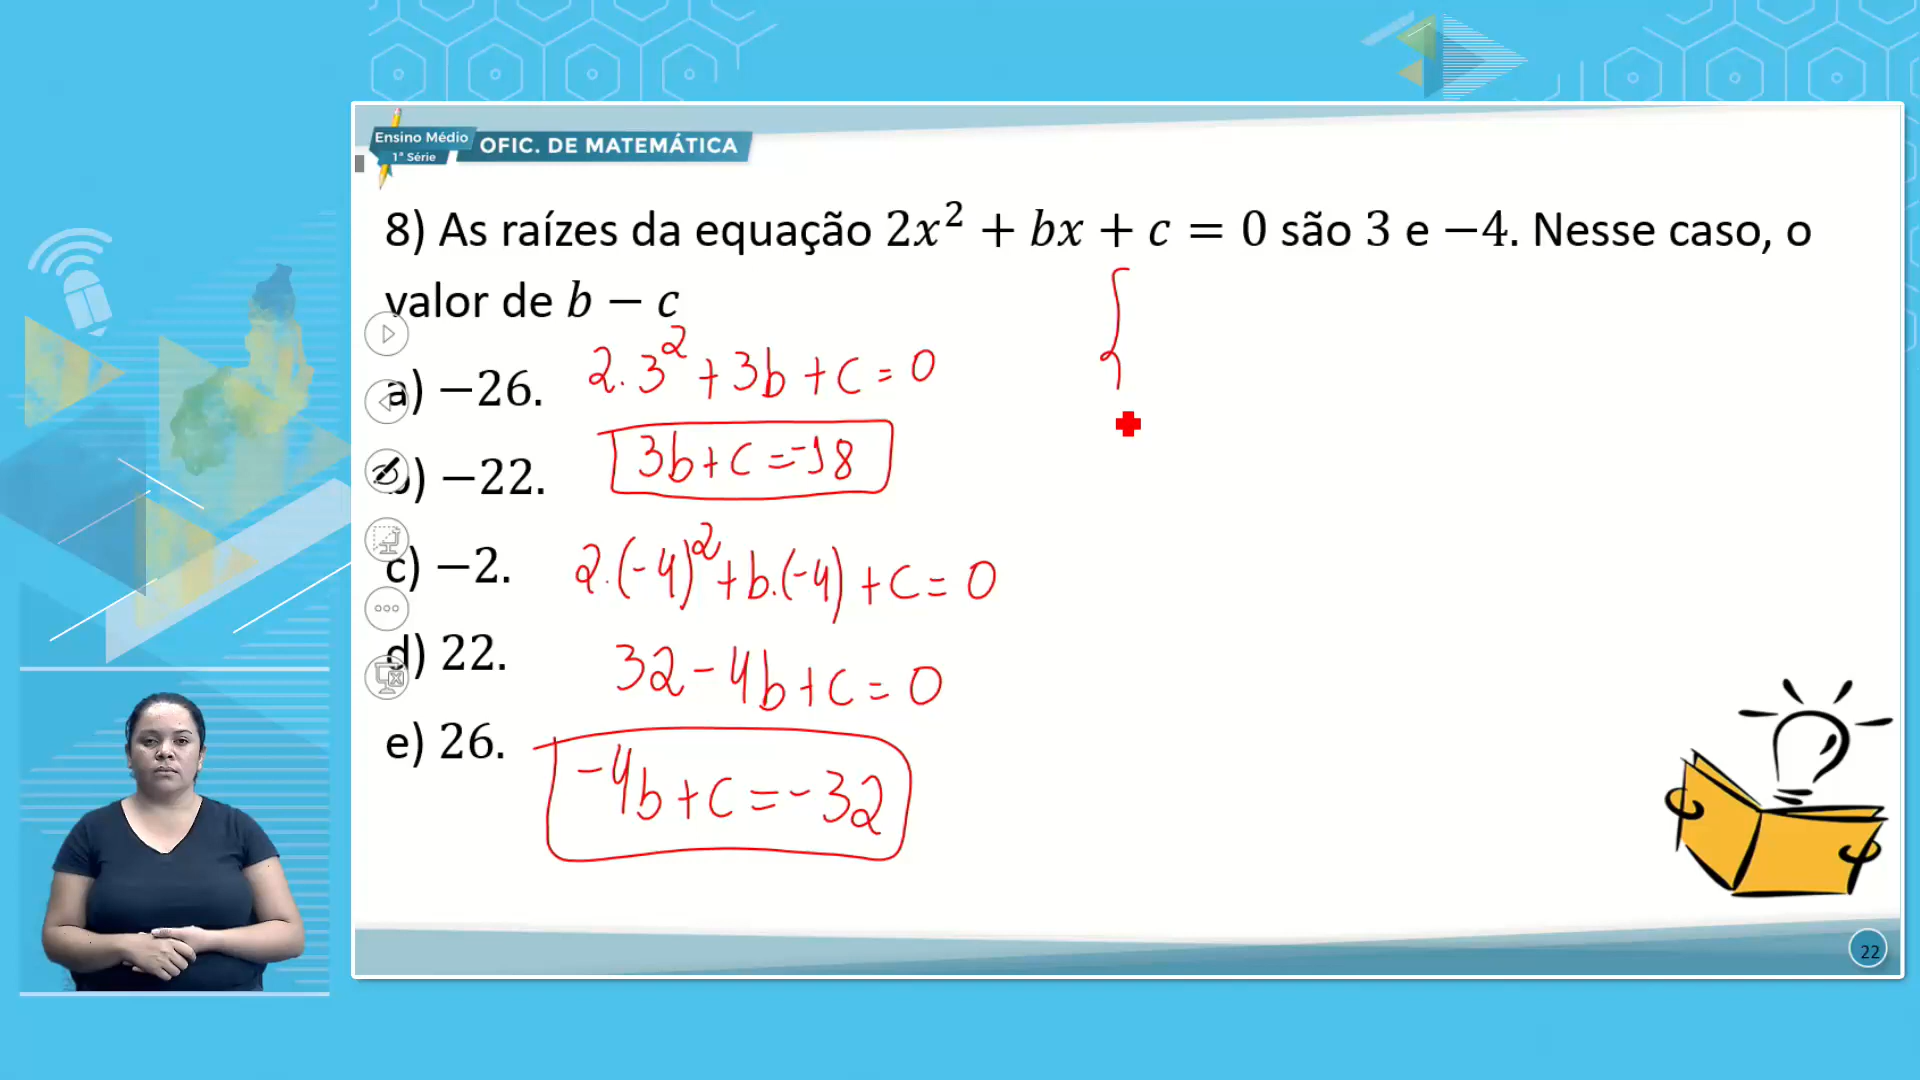 Ensino Médio
1ª Série
OFIC. DE MATEMÁTICA
8) As raízes da equação 2x² + bx + c = 0 são 3 e −4. Nesse caso, o
valor de b − c
a) −26.
b) −22.
c) −2.
d) 22.
e) 26.
2.3² + 3b + c = 0
3b + c = -18
2.(-4)² + b.(-4) + c = 0
32 - 4b + c = 0
-4b + c = -32
22